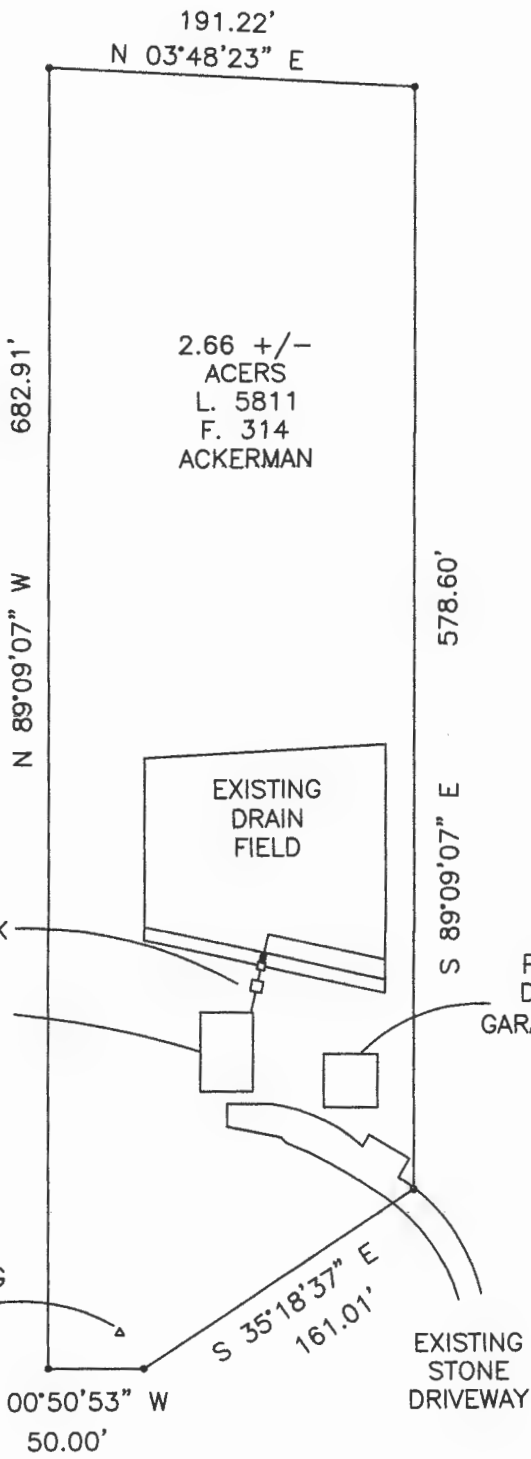 191.22'
N 03°48'23" E
682.91'
N 89°09'07" W
2.66 +/-
ACERS
L. 5811
F. 314
ACKERMAN
578.60'
S 89°09'07" E
EXISTING
DRAIN
FIELD
K
GARA
S 35°18'37" E
161.01'
G
00°50'53" W
50.00'
EXISTING
STONE
DRIVEWAY